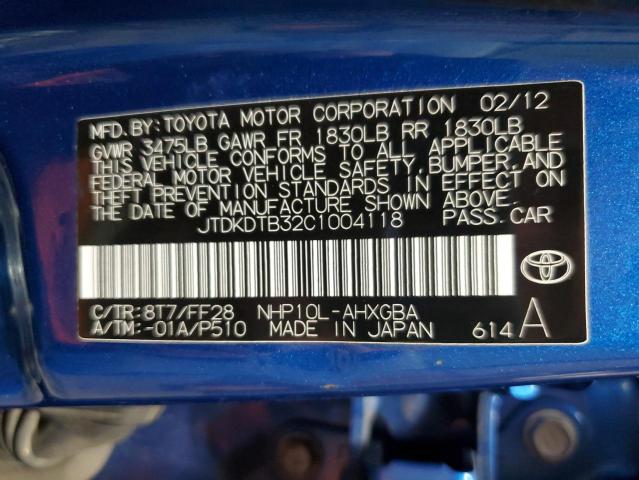 MFD.BY:TOYOTA MOTOR CORPORATION 02/12
GVWR 3475LB GAWR FR 1830LB RR 1830LB
THIS VEHICLE CONFORMS TO ALL APPLICABLE
FEDERAL MOTOR VEHICLE SAFETY,BUMPER,AND
THEFT PREVENTION STANDARDS IN EFFECT ON
THE DATE OF MANUFACTURE SHOWN ABOVE.
JTDKDTB32C1004118 PASS.CAR
C/TR:8T7/FF28 NHP10L-AHXGBA
A/TM:-01A/P510 MADE IN JAPAN 614 A
TOYOTA